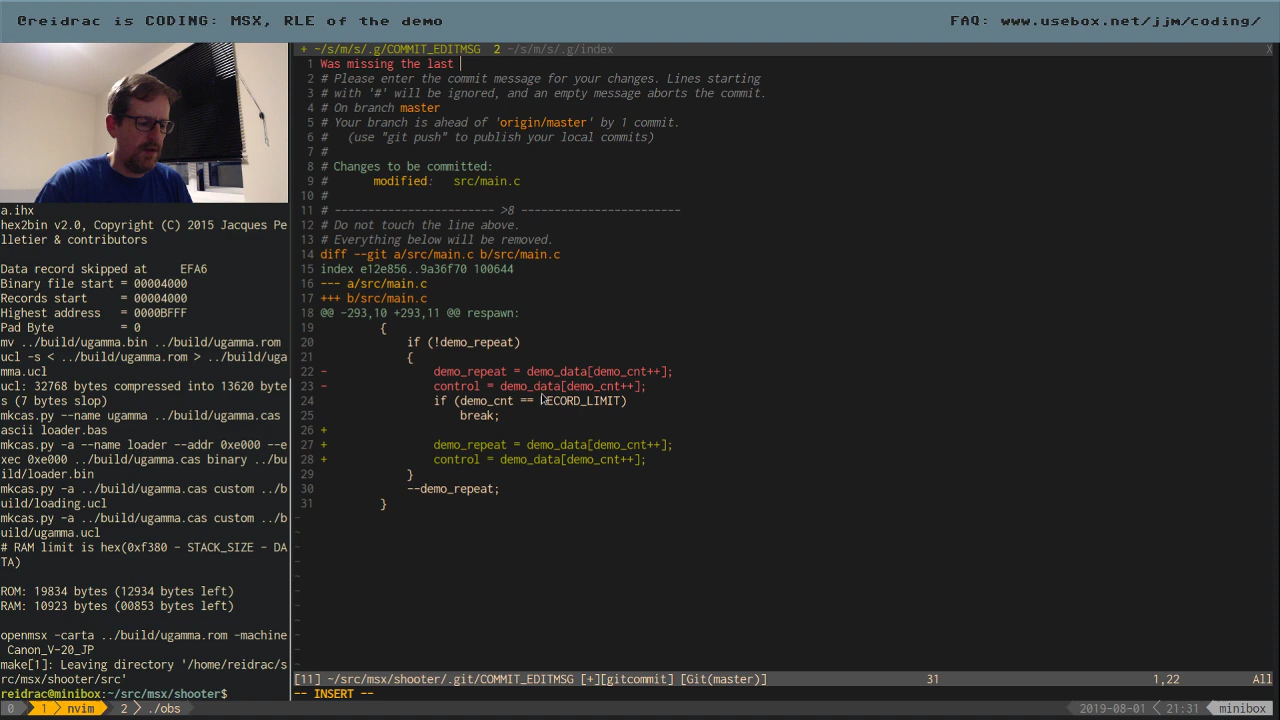 @reidrac is CODING: MSX, RLE of the demo
FAQ: www.usebox.net/jjm/coding/
+ ~/s/m/s/.g/COMMIT_EDITMSG  2 ~/s/m/s/.g/index X
1 Was missing the last
2 # Please enter the commit message for your changes. Lines starting
3 # with '#' will be ignored, and an empty message aborts the commit.
4 # On branch master
5 # Your branch is ahead of 'origin/master' by 1 commit.
6 #   (use "git push" to publish your local commits)
7 #
8 # Changes to be committed:
9 #       modified:   src/main.c
10 #
11 # ------------------------ >8 ------------------------
12 # Do not touch the line above.
13 # Everything below will be removed.
14 diff --git a/src/main.c b/src/main.c
15 index e12e856..9a36f70 100644
16 --- a/src/main.c
17 +++ b/src/main.c
18 @@ -293,10 +293,11 @@ respawn:
19         {
20             if (!demo_repeat)
21             {
22 -               demo_repeat = demo_data[demo_cnt++];
23 -               control = demo_data[demo_cnt++];
24                 if (demo_cnt == RECORD_LIMIT)
25                     break;
26 +
27 +               demo_repeat = demo_data[demo_cnt++];
28 +               control = demo_data[demo_cnt++];
29             }
30             --demo_repeat;
31         }
~
~
~
~
~
~
~
~
~
~
~
[11] ~/src/msx/shooter/.git/COMMIT_EDITMSG [+][gitcommit] [Git(master)] 31 1,22 All
-- INSERT --
a.ihx
hex2bin v2.0, Copyright (C) 2015 Jacques Pe
lletier & contributors
Data record skipped at     EFA6
Binary file start = 00004000
Records start     = 00004000
Highest address   = 0000BFFF
Pad Byte          = 0
mv ../build/ugamma.bin ../build/ugamma.rom
ucl -s < ../build/ugamma.rom > ../build/uga
mma.ucl
ucl: 32768 bytes compressed into 13620 byte
s (7 bytes slop)
mkcas.py --name ugamma ../build/ugamma.cas
ascii loader.bas
mkcas.py -a --name loader --addr 0xe000 --e
xec 0xe000 ../build/ugamma.cas binary ../bu
ild/loader.bin
mkcas.py -a ../build/ugamma.cas custom ../b
uild/loading.ucl
mkcas.py -a ../build/ugamma.cas custom ../b
uild/ugamma.ucl
# RAM limit is hex(0xf380 - STACK_SIZE - DA
TA)
ROM: 19834 bytes (12934 bytes left)
RAM: 10923 bytes (00853 bytes left)
openmsx -carta ../build/ugamma.rom -machine
 Canon_V-20_JP
make[1]: Leaving directory '/home/reidrac/s
rc/msx/shooter/src'
reidrac@minibox:~/src/msx/shooter$
0 1 nvim 2 ./obs 2019-08-01 21:31 minibox